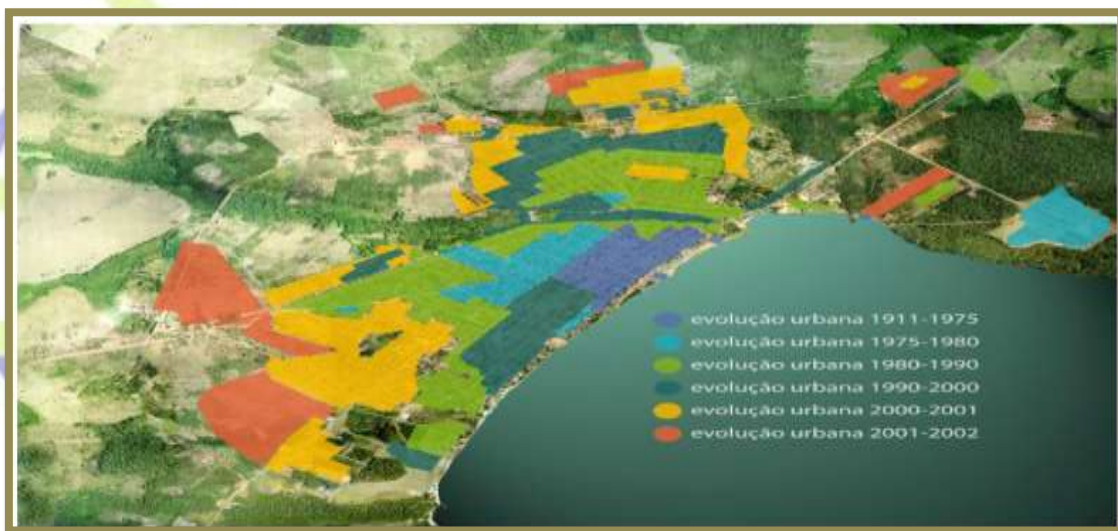 evolução urbana 1911-1975
evolução urbana 1975-1980
evolução urbana 1980-1990
evolução urbana 1990-2000
evolução urbana 2000-2001
evolução urbana 2001-2002